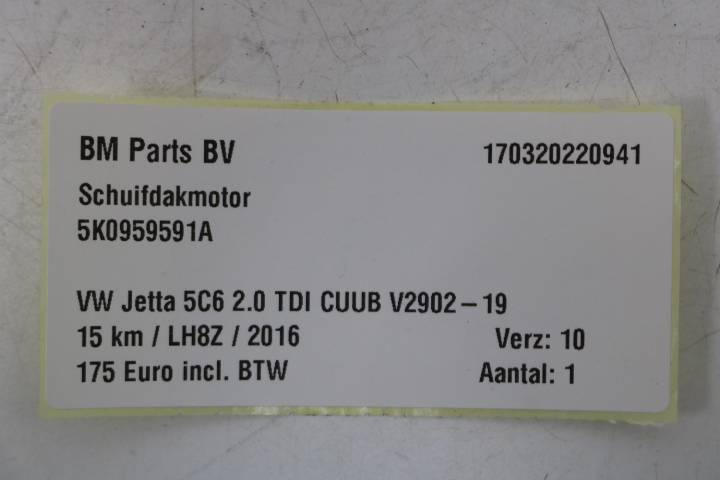 BM Parts BV 170320220941
Schuifdakmotor
5K0959591A
VW Jetta 5C6 2.0 TDI CUUB V2902-19
15 km / LH8Z / 2016 Verz: 10
175 Euro incl. BTW Aantal: 1